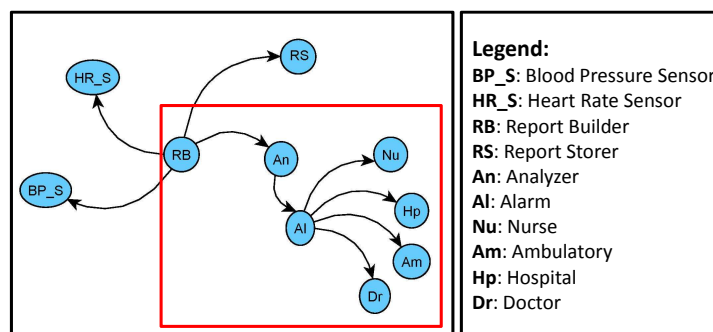 RS
HR_S
RB
An
Nu
BP_S
Hp
Al
Am
Dr
Legend:
BP_S: Blood Pressure Sensor
HR_S: Heart Rate Sensor
RB: Report Builder
RS: Report Storer
An: Analyzer
Al: Alarm
Nu: Nurse
Am: Ambulatory
Hp: Hospital
Dr: Doctor